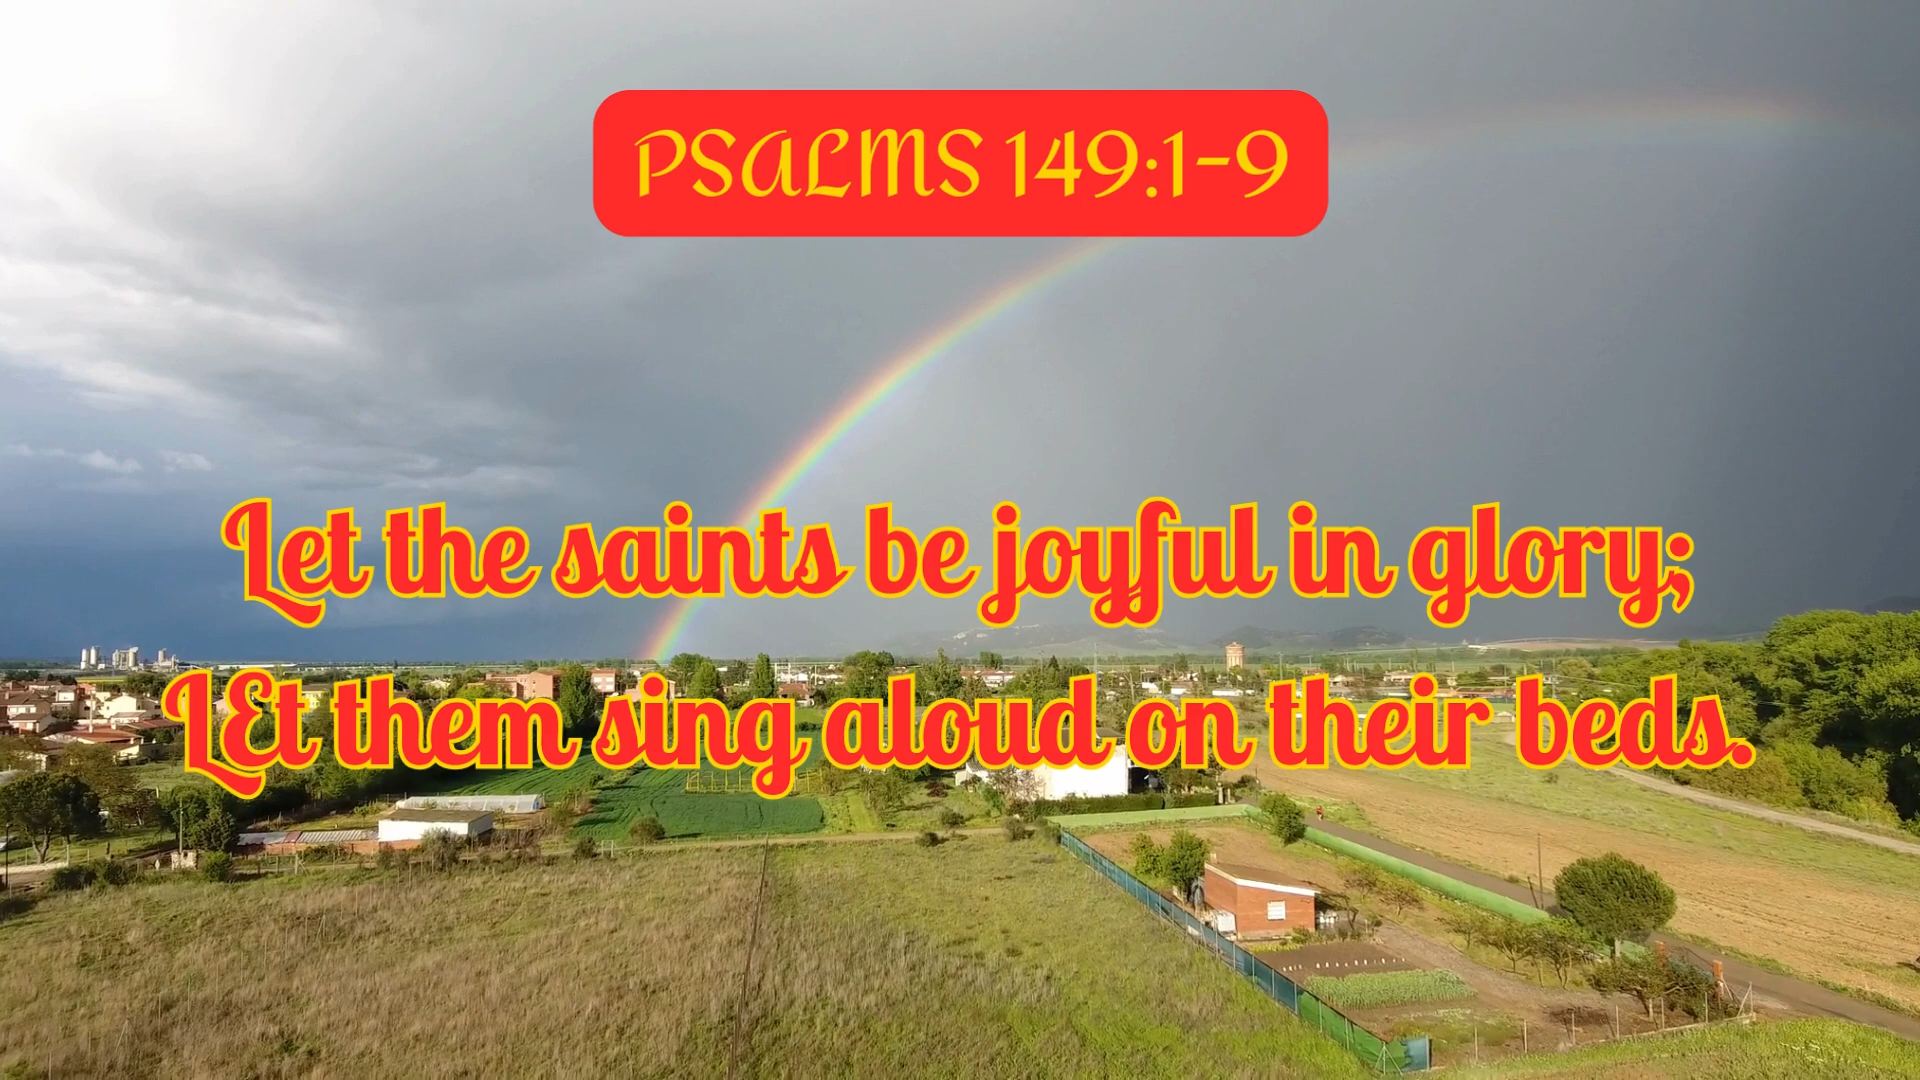 PSALMS 149:1-9
Let the saints be joyful in glory;
LEt them sing aloud on their beds.